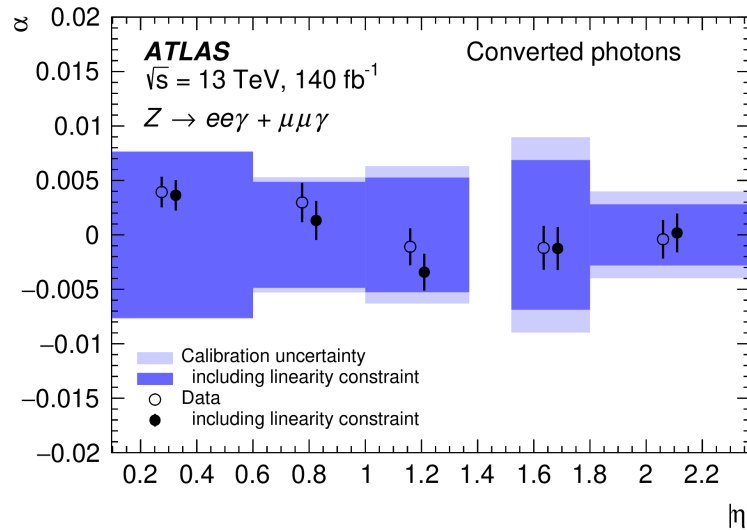 α
0.02
ATLAS Converted photons
√s = 13 TeV, 140 fb⁻¹
Z → eeγ + μμγ
0.015
0.01
0.005
0
−0.005
−0.01
−0.015
−0.02
Calibration uncertainty
including linearity constraint
Data
including linearity constraint
0.2 0.4 0.6 0.8 1 1.2 1.4 1.6 1.8 2 2.2
|η